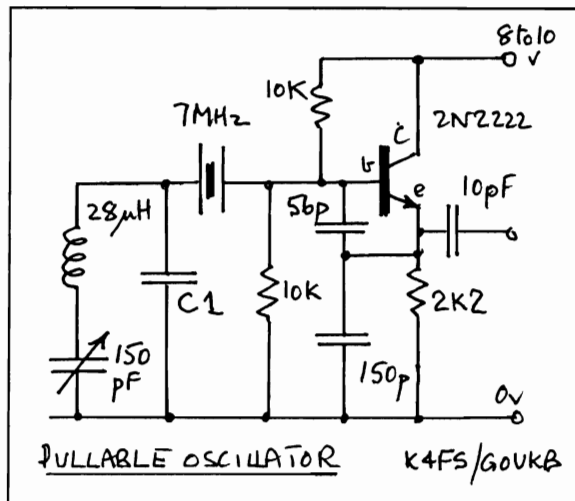 8 to 10
v
10K
7MHz
c
2N2222
b
e
28µH
56p
10pF
C1
10K
2K2
150
pF
150p
0v
PULLABLE OSCILLATOR
K4FS/G0UKB